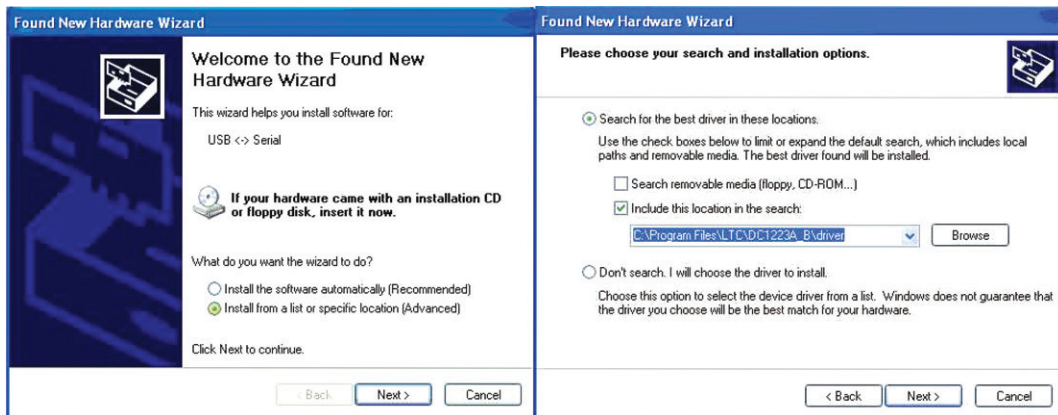 Found New Hardware Wizard
Welcome to the Found New
Hardware Wizard
This wizard helps you install software for:
USB <-> Serial
If your hardware came with an installation CD
or floppy disk, insert it now.
What do you want the wizard to do?
Install the software automatically (Recommended)
Install from a list or specific location (Advanced)
Click Next to continue.
< Back
Next >
Cancel
Found New Hardware Wizard
Please choose your search and installation options.
Search for the best driver in these locations.
Use the check boxes below to limit or expand the default search, which includes local
paths and removable media. The best driver found will be installed.
Search removable media (floppy, CD-ROM...)
Include this location in the search:
C:\Program Files\LTC\DC1223A_B\driver
Browse
Don't search. I will choose the driver to install.
Choose this option to select the device driver from a list. Windows does not guarantee that
the driver you choose will be the best match for your hardware.
< Back
Next >
Cancel